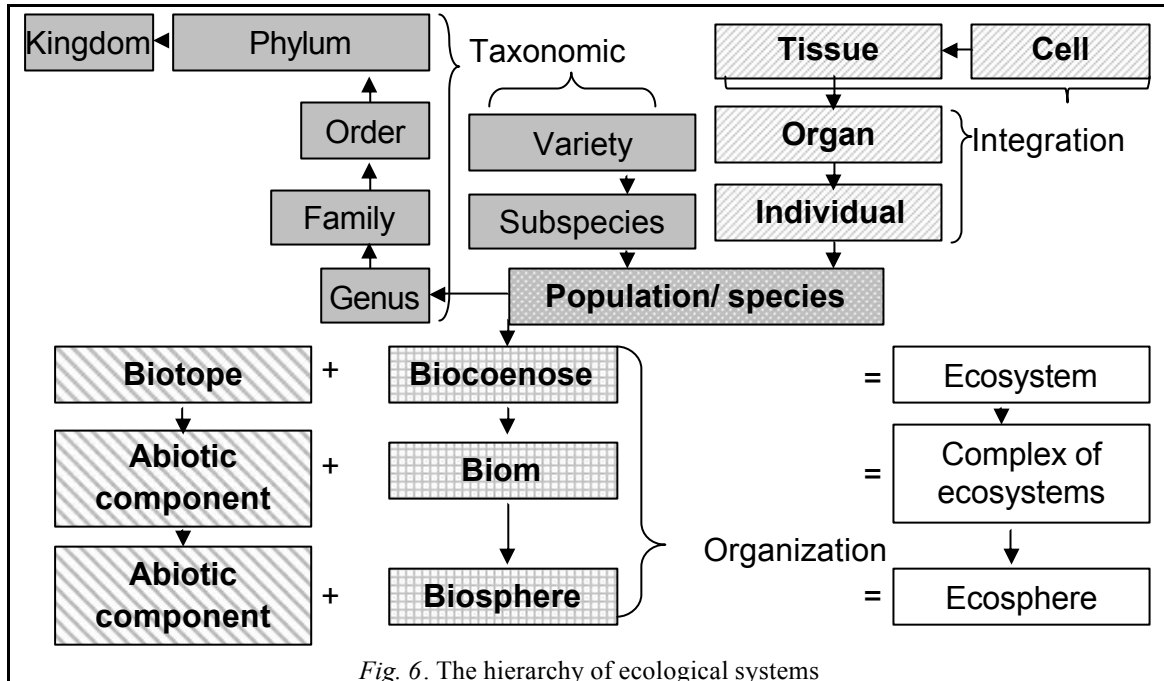 Kingdom
Phylum
Taxonomic
Tissue
Cell
Order
Variety
Organ
Integration
Family
Subspecies
Individual
Genus
Population/ species
Biotope
+
Biocoenose
=
Ecosystem
Abiotic
component
+
Biom
=
Complex of
ecosystems
Organization
Abiotic
component
+
Biosphere
=
Ecosphere
Fig. 6. The hierarchy of ecological systems